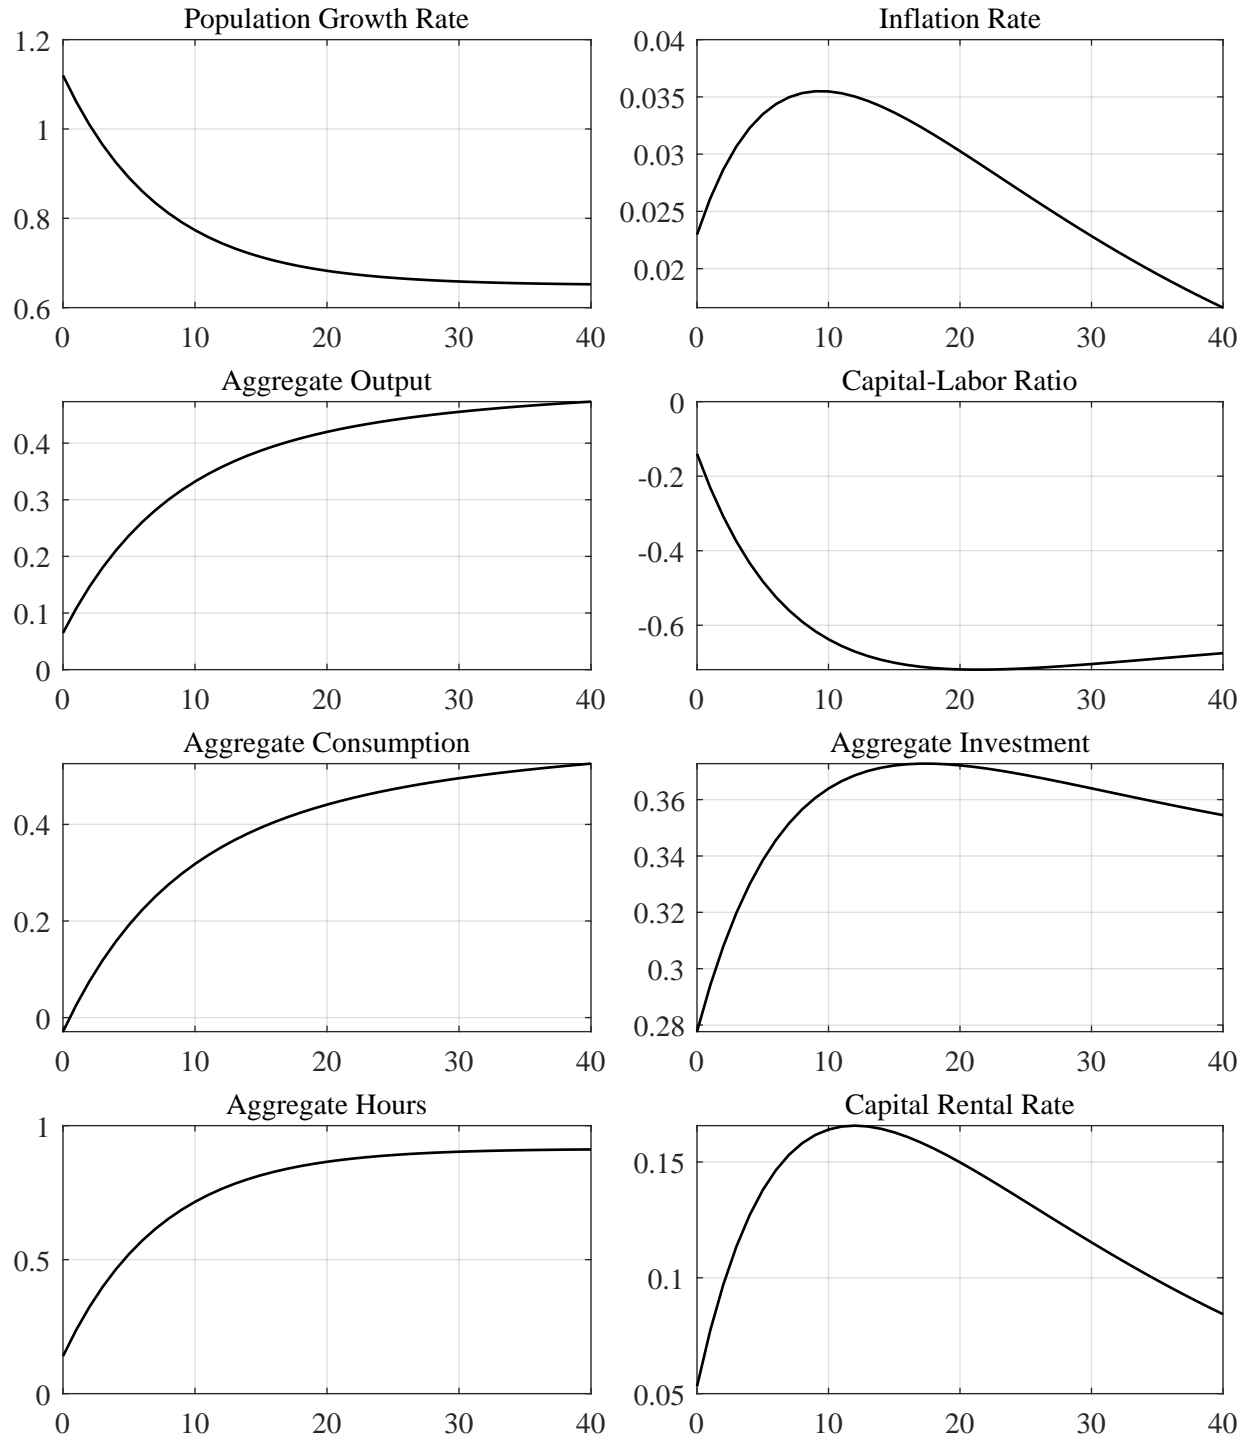 Population Growth Rate
1.2
1
0.8
0.6
0 10 20 30 40
Inflation Rate
0.04
0.035
0.03
0.025
0.02
0 10 20 30 40
Aggregate Output
0.4
0.3
0.2
0.1
0
0 10 20 30 40
Capital-Labor Ratio
0
-0.2
-0.4
-0.6
0 10 20 30 40
Aggregate Consumption
0.4
0.2
0
0 10 20 30 40
Aggregate Investment
0.36
0.34
0.32
0.3
0.28
0 10 20 30 40
Aggregate Hours
1
0.5
0
0 10 20 30 40
Capital Rental Rate
0.15
0.1
0.05
0 10 20 30 40